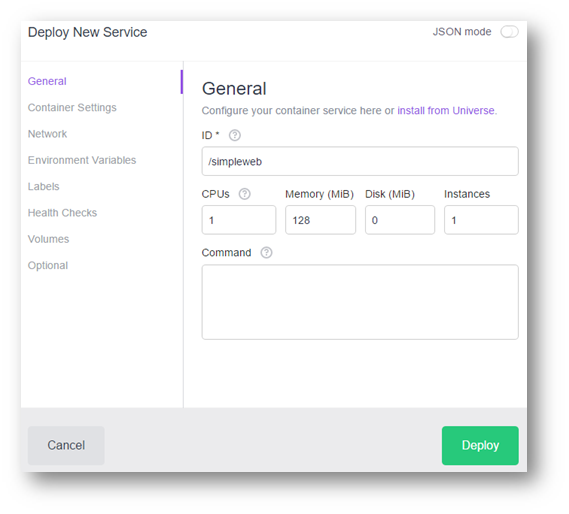 Deploy New Service
JSON mode
General
Container Settings
Network
Environment Variables
Labels
Health Checks
Volumes
Optional
General
Configure your container service here or install from Universe.
ID * ?
/simpleweb
CPUs ? Memory (MiB) Disk (MiB) Instances
1 128 0 1
Command ?
Cancel
Deploy